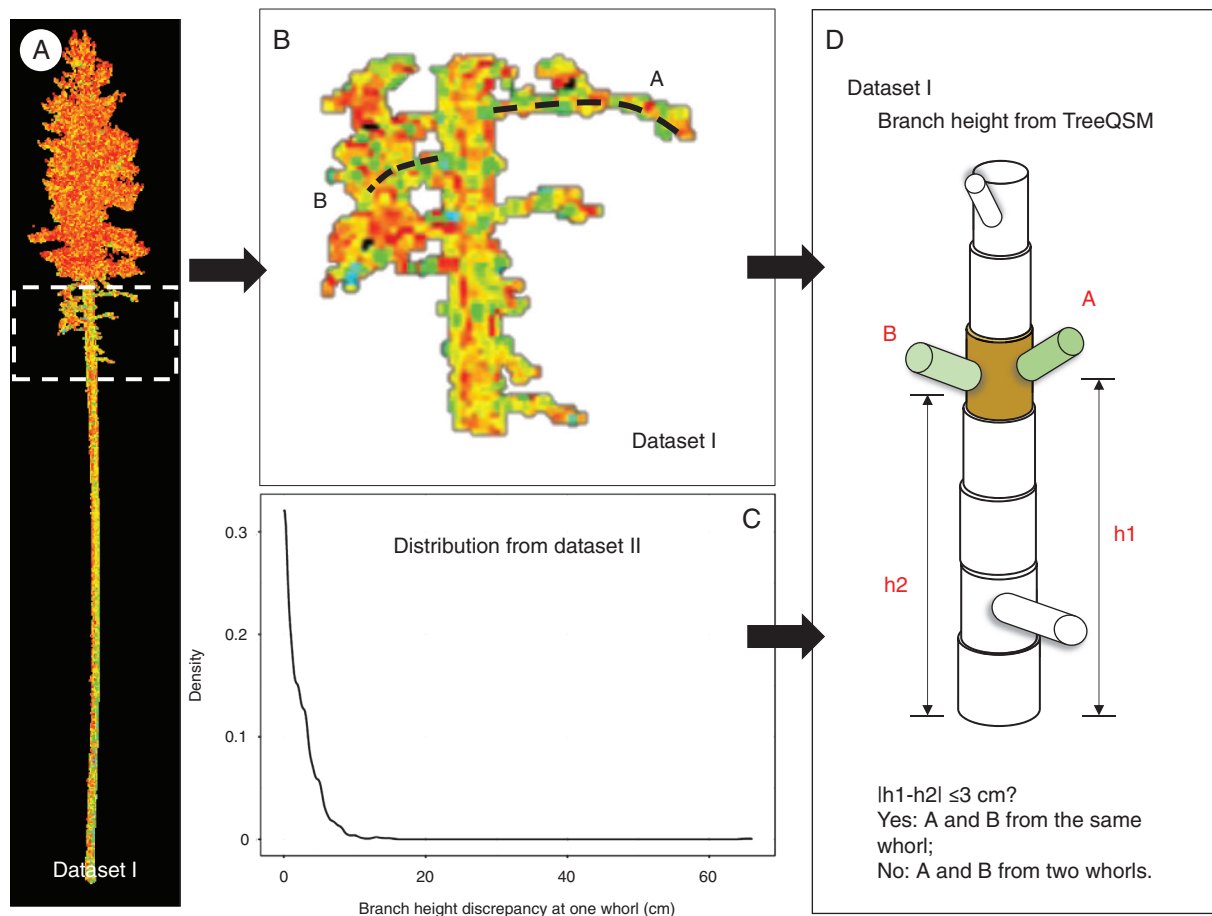 A
Dataset I
B
A
B
Dataset I
C
Distribution from dataset II
Density
0.3
0.2
0.1
0
0
20
40
60
Branch height discrepancy at one whorl (cm)
D
Dataset I
Branch height from TreeQSM
A
B
h1
h2
|h1-h2| ≤3 cm?
Yes: A and B from the same
whorl;
No: A and B from two whorls.